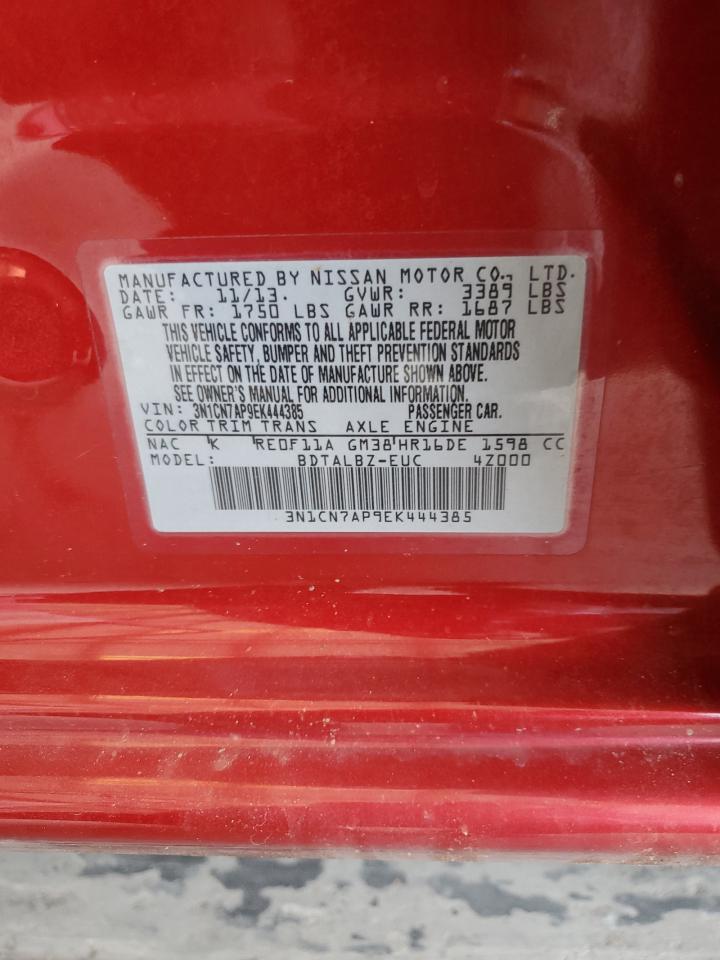 MANUFACTURED BY NISSAN MOTOR CO., LTD.
DATE: 11/13. GVWR: 3389 LBS
GAWR FR: 1750 LBS GAWR RR: 1687 LBS
THIS VEHICLE CONFORMS TO ALL APPLICABLE FEDERAL MOTOR
VEHICLE SAFETY, BUMPER AND THEFT PREVENTION STANDARDS
IN EFFECT ON THE DATE OF MANUFACTURE SHOWN ABOVE.
SEE OWNER'S MANUAL FOR ADDITIONAL INFORMATION.
VIN: 3N1CN7AP9EK444385 PASSENGER CAR.
COLOR TRIM TRANS AXLE ENGINE
NAC K RE0F11A GM38 HR16DE 1598 CC
MODEL: BDTALBZ-EUC 4Z000
3N1CN7AP9EK444385